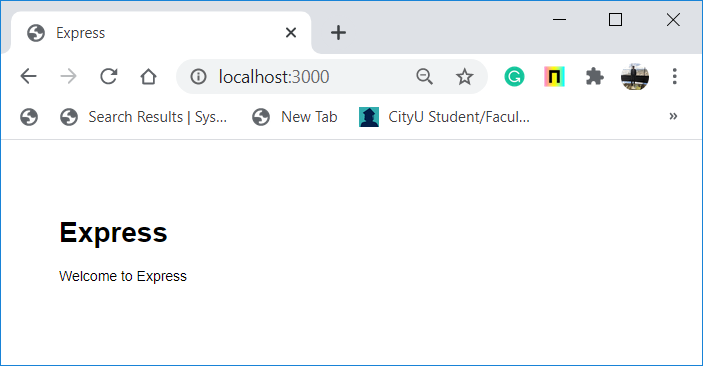 Express
localhost:3000
Search Results | Sys... New Tab CityU Student/Facul... »
Express
Welcome to Express